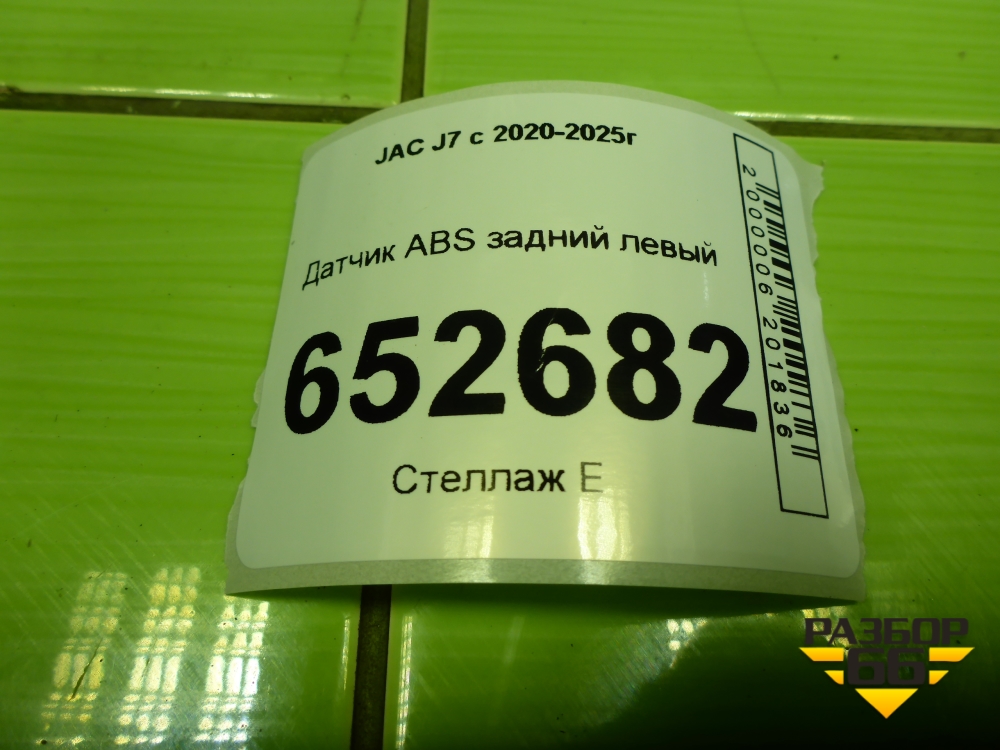 JAC J7 с 2020-2025г
Датчик ABS задний левый
652682
Стеллаж Е
2000006201836
РАЗБОР
66